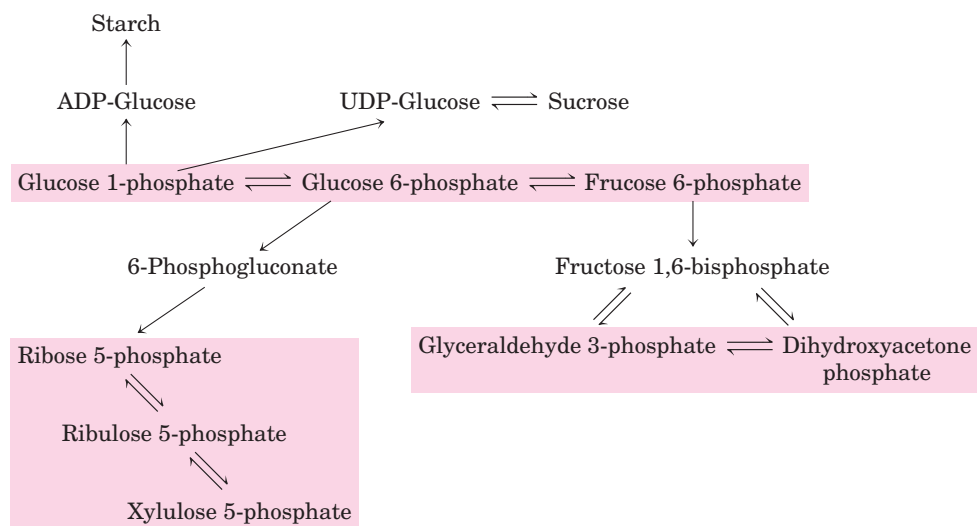 Starch
ADP-Glucose
UDP-Glucose
Sucrose
Glucose 1-phosphate
Glucose 6-phosphate
Frucose 6-phosphate
6-Phosphogluconate
Fructose 1,6-bisphosphate
Ribose 5-phosphate
Glyceraldehyde 3-phosphate
Dihydroxyacetone
phosphate
Ribulose 5-phosphate
Xylulose 5-phosphate